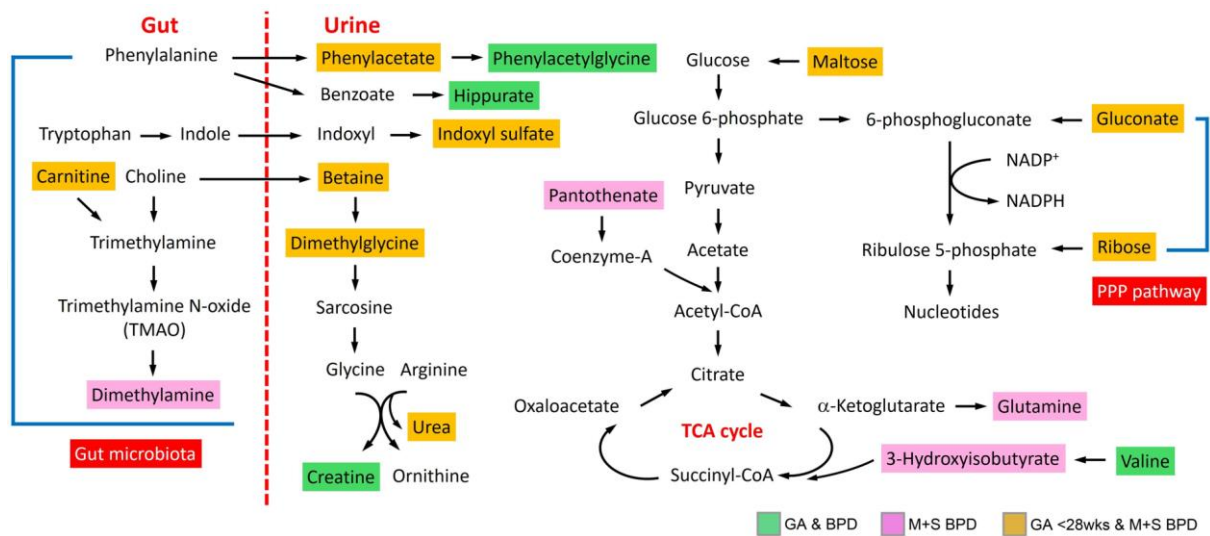 Gut
Urine
Phenylalanine
Phenylacetate
Phenylacetylglycine
Benzoate
Hippurate
Tryptophan
Indole
Indoxyl
Indoxyl sulfate
Carnitine
Choline
Betaine
Trimethylamine
Dimethylglycine
Trimethylamine N-oxide
(TMAO)
Sarcosine
Dimethylamine
Glycine
Arginine
Urea
Creatine
Ornithine
Gut microbiota
Glucose
Maltose
Glucose 6-phosphate
6-phosphogluconate
Gluconate
NADP⁺
NADPH
Pantothenate
Pyruvate
Coenzyme-A
Acetate
Ribulose 5-phosphate
Ribose
PPP pathway
Acetyl-CoA
Nucleotides
Citrate
Oxaloacetate
α-Ketoglutarate
Glutamine
TCA cycle
Succinyl-CoA
3-Hydroxyisobutyrate
Valine
GA & BPD
M+S BPD
GA <28wks & M+S BPD